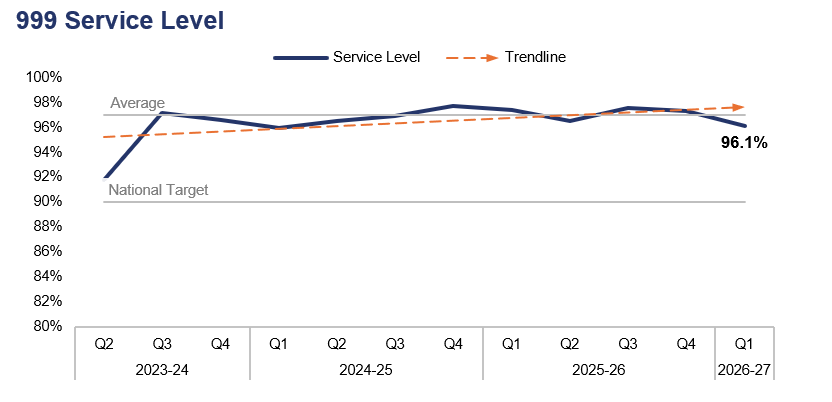 999 Service Level
Service Level
Trendline
100%
98%
96%
94%
92%
90%
88%
86%
84%
82%
80%
Average
National Target
96.1%
Q2 Q3 Q4 Q1 Q2 Q3 Q4 Q1 Q2 Q3 Q4 Q1
2023-24 2024-25 2025-26 2026-27